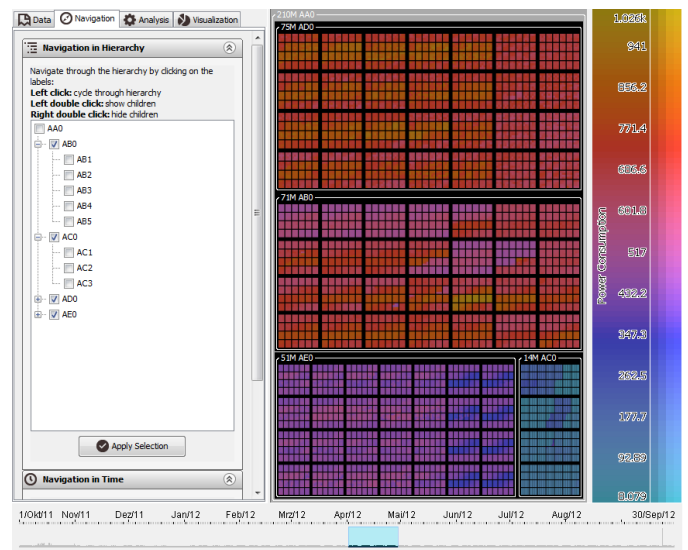 Data Navigation Analysis Visualization
Navigation in Hierarchy
Navigate through the hierarchy by clicking on the
labels:
Left click: cycle through hierarchy
Left double click: show children
Right double click: hide children
AA0
AB0
AB1
AB2
AB3
AB4
AB5
AC0
AC1
AC2
AC3
AD0
AE0
Apply Selection
Navigation in Time
210M AA0
75M AD0
71M AB0
51M AE0
14M AC0
1.026k
941
856.2
771.4
686.6
601.8
517
432.2
347.3
262.5
177.7
92.89
8.079
Power Consumption
1/Okt/11 Nov/11 Dez/11 Jan/12 Feb/12 Mrz/12 Apr/12 Mai/12 Jun/12 Jul/12 Aug/12 30/Sep/12